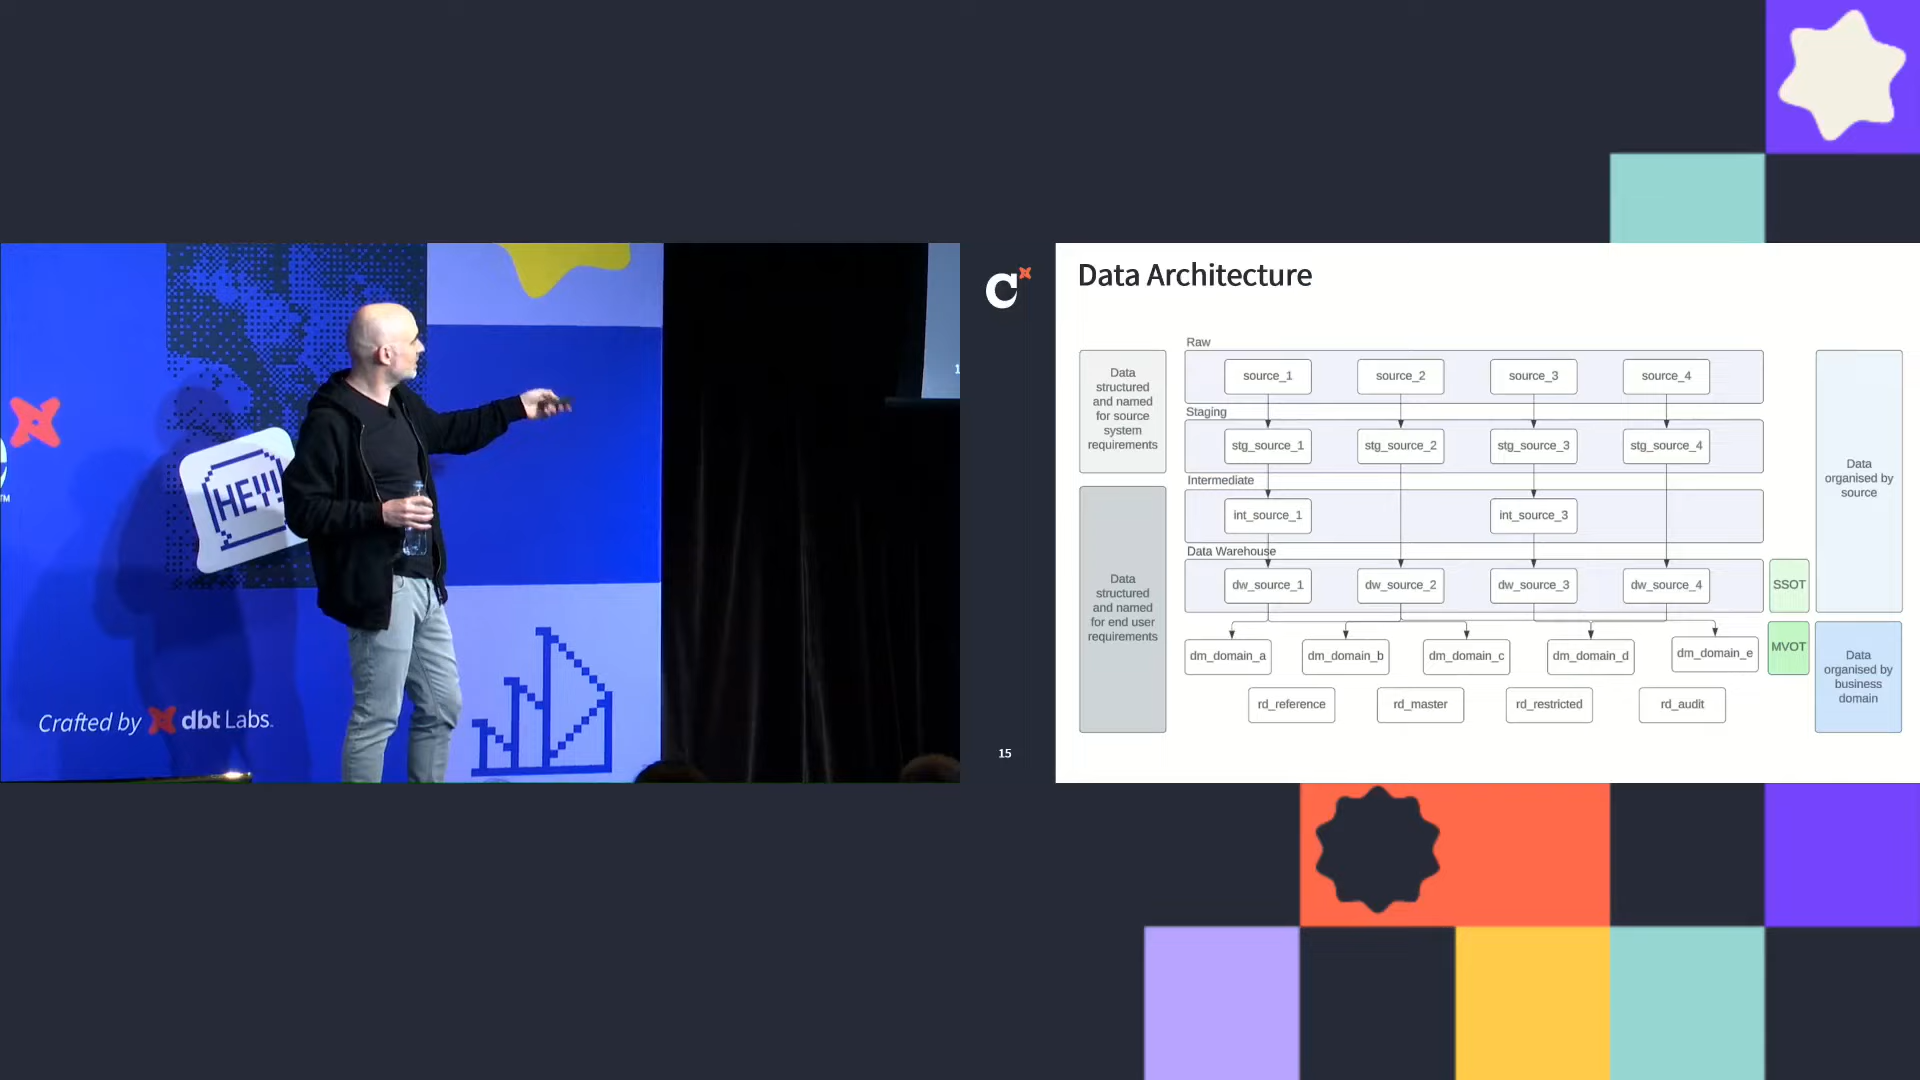 HEY!
TM
Crafted by dbt Labs.
1
C
15
Data Architecture
Raw
source_1
source_2
source_3
source_4
Staging
stg_source_1
stg_source_2
stg_source_3
stg_source_4
Intermediate
int_source_1
int_source_3
Data Warehouse
dw_source_1
dw_source_2
dw_source_3
dw_source_4
dm_domain_a
dm_domain_b
dm_domain_c
dm_domain_d
dm_domain_e
rd_reference
rd_master
rd_restricted
rd_audit
Data
structured
and named
for source
system
requirements
Data
structured
and named
for end user
requirements
SSOT
MVOT
Data
organised by
source
Data
organised by
business
domain